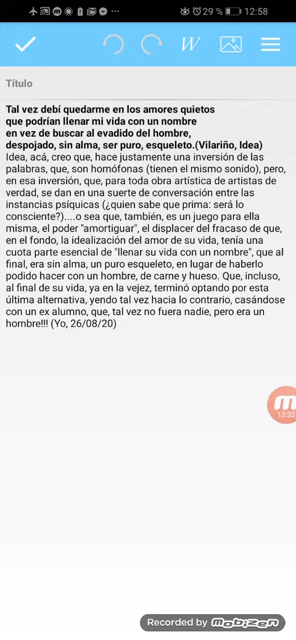 29 % 12:58
W
Título
Tal vez debí quedarme en los amores quietos
que podrían llenar mi vida con un nombre
en vez de buscar al evadido del hombre,
despojado, sin alma, ser puro, esqueleto.(Vilariño, Idea)
Idea, acá, creo que, hace justamente una inversión de las
palabras, que, son homófonas (tienen el mismo sonido), pero,
en esa inversión, que, para toda obra artística de artistas de
verdad, se dan en una suerte de conversación entre las
instancias psíquicas (¿quien sabe que prima: será lo
consciente?)....o sea que, también, es un juego para ella
misma, el poder "amortiguar", el displacer del fracaso de que,
en el fondo, la idealización del amor de su vida, tenía una
cuota parte esencial de "llenar su vida con un nombre", que al
final, era sin alma, un puro esqueleto, en lugar de haberlo
podido hacer con un hombre, de carne y hueso. Que, incluso,
al final de su vida, ya en la vejez, terminó optando por esta
última alternativa, yendo tal vez hacia lo contrario, casándose
con un ex alumno, que, tal vez no fuera nadie, pero era un
hombre!!! (Yo, 26/08/20)
13:33
Recorded by Mobizen